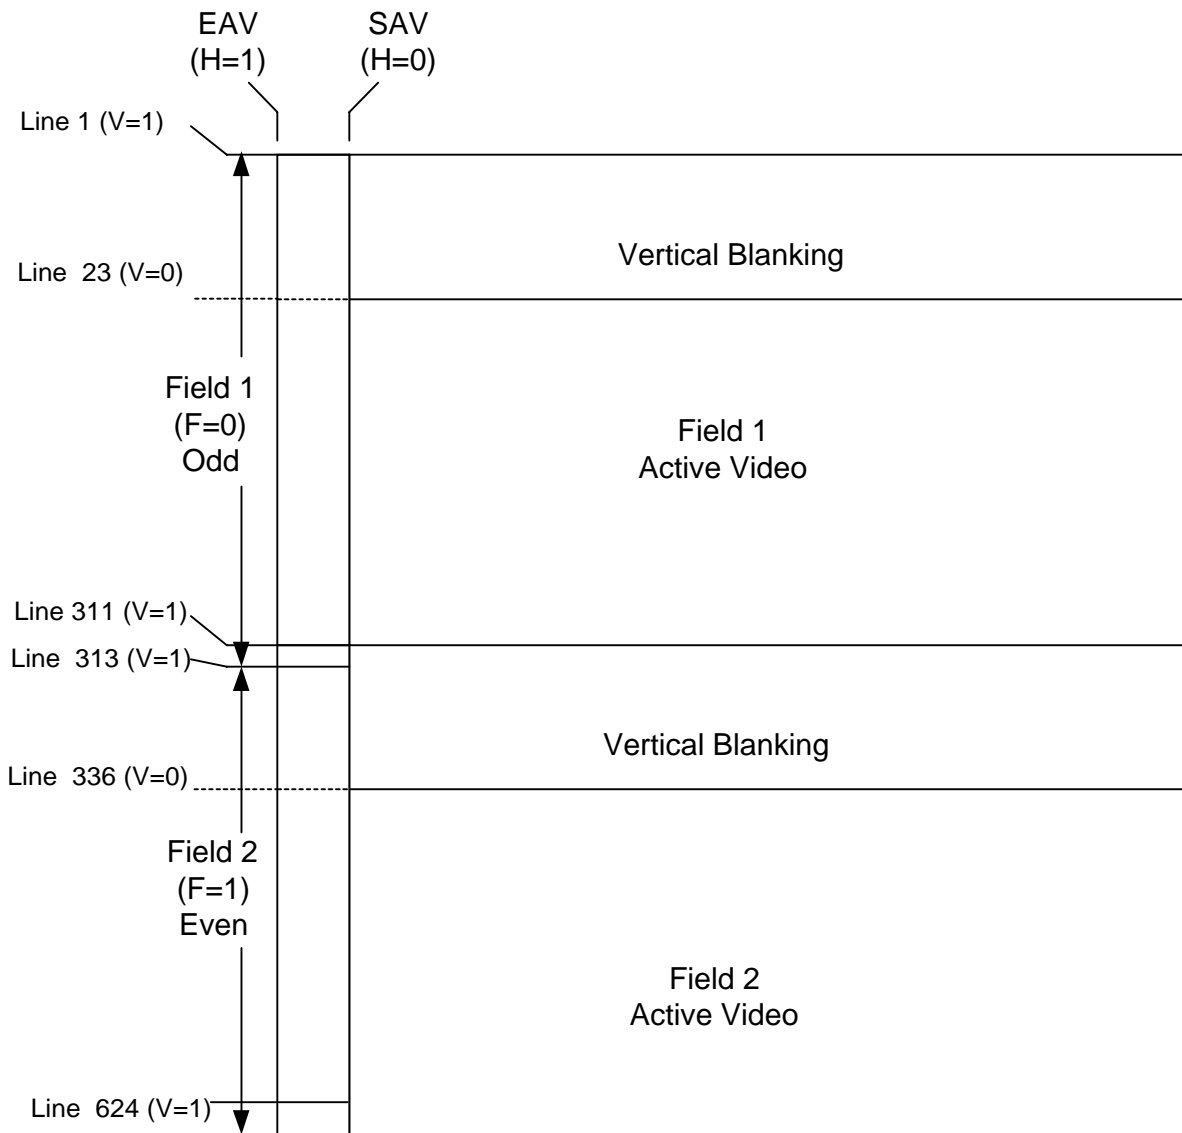 EAV
(H=1)
SAV
(H=0)
Line 1 (V=1)
Vertical Blanking
Line 23 (V=0)
Field 1
(F=0)
Odd
Field 1
Active Video
Line 311 (V=1)
Line 313 (V=1)
Vertical Blanking
Line 336 (V=0)
Field 2
(F=1)
Even
Field 2
Active Video
Line 624 (V=1)